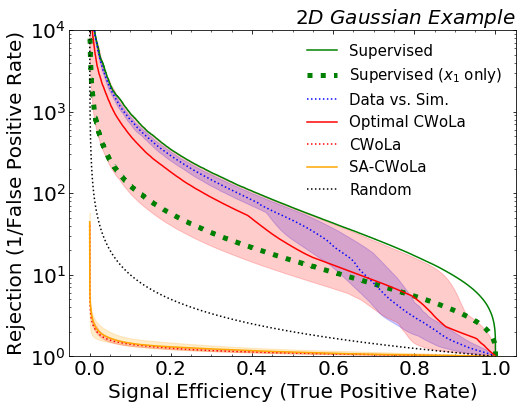 2D Gaussian Example
Rejection (1/False Positive Rate)
10^4
10^3
10^2
10^1
10^0
Supervised
Supervised (x_1 only)
Data vs. Sim.
Optimal CWoLa
CWoLa
SA-CWoLa
Random
0.0 0.2 0.4 0.6 0.8 1.0
Signal Efficiency (True Positive Rate)